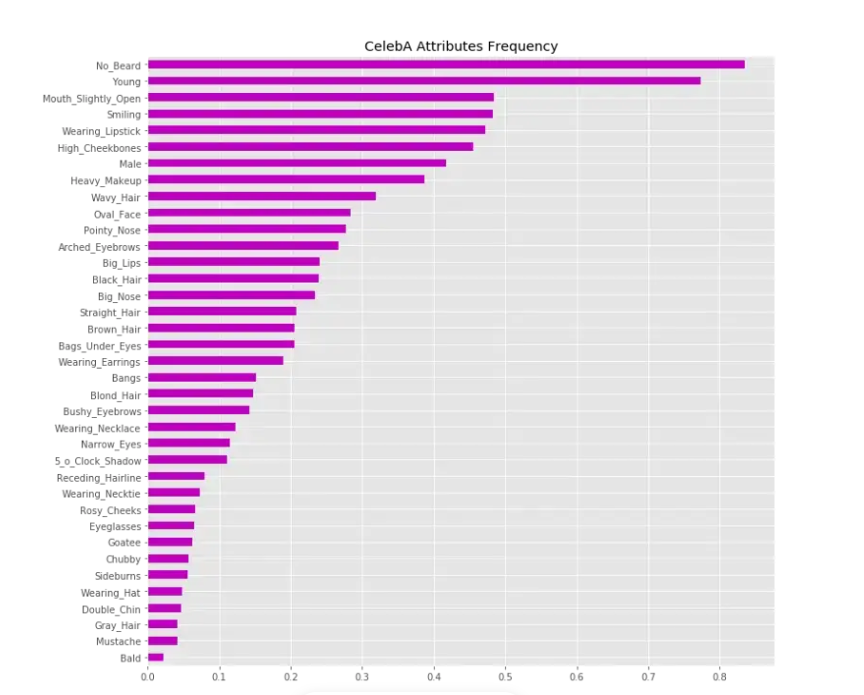 CelebA Attributes Frequency
No_Beard
Young
Mouth_Slightly_Open
Smiling
Wearing_Lipstick
High_Cheekbones
Male
Heavy_Makeup
Wavy_Hair
Oval_Face
Pointy_Nose
Arched_Eyebrows
Big_Lips
Black_Hair
Big_Nose
Straight_Hair
Brown_Hair
Bags_Under_Eyes
Wearing_Earrings
Bangs
Blond_Hair
Bushy_Eyebrows
Wearing_Necklace
Narrow_Eyes
5_o_Clock_Shadow
Receding_Hairline
Wearing_Necktie
Rosy_Cheeks
Eyeglasses
Goatee
Chubby
Sideburns
Wearing_Hat
Double_Chin
Gray_Hair
Mustache
Bald
0.0 0.1 0.2 0.3 0.4 0.5 0.6 0.7 0.8